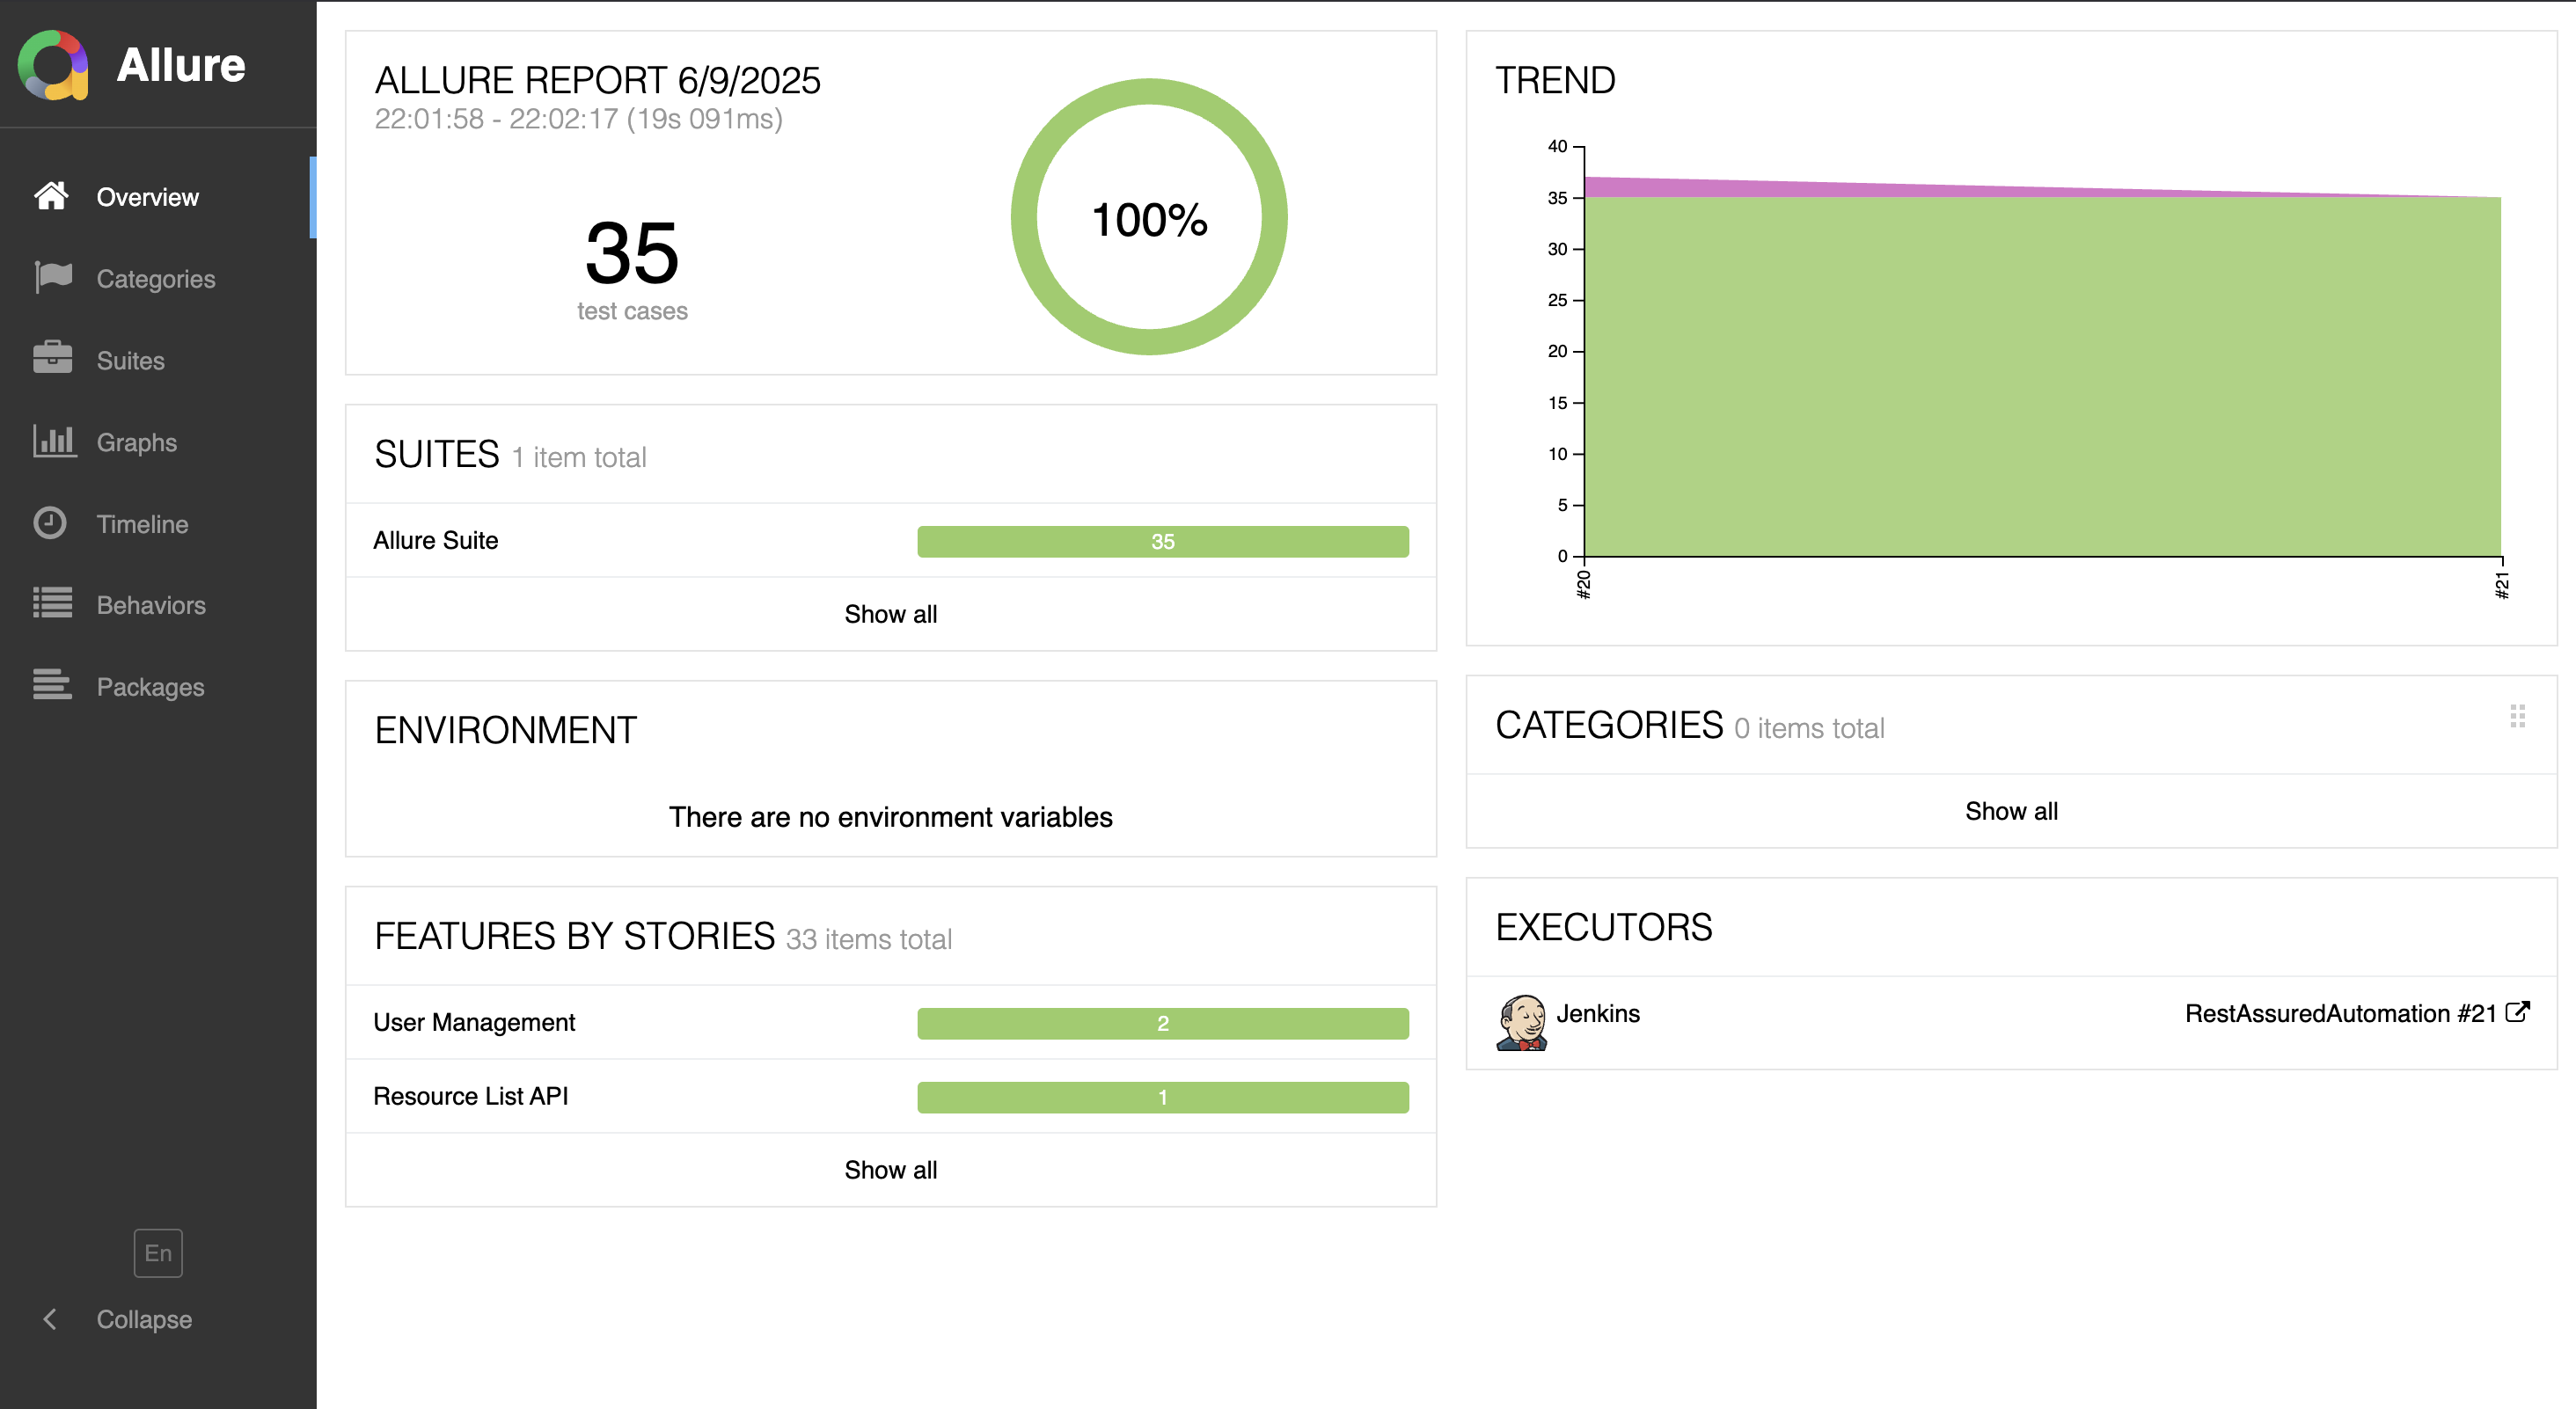 Allure
Overview
Categories
Suites
Graphs
Timeline
Behaviors
Packages
En
Collapse
ALLURE REPORT 6/9/2025
22:01:58 - 22:02:17 (19s 091ms)
35
test cases
100%
SUITES 1 item total
Allure Suite 35
Show all
ENVIRONMENT
There are no environment variables
FEATURES BY STORIES 33 items total
User Management 2
Resource List API 1
Show all
TREND
40
35
30
25
20
15
10
5
0
#20
#21
CATEGORIES 0 items total
Show all
EXECUTORS
Jenkins RestAssuredAutomation #21